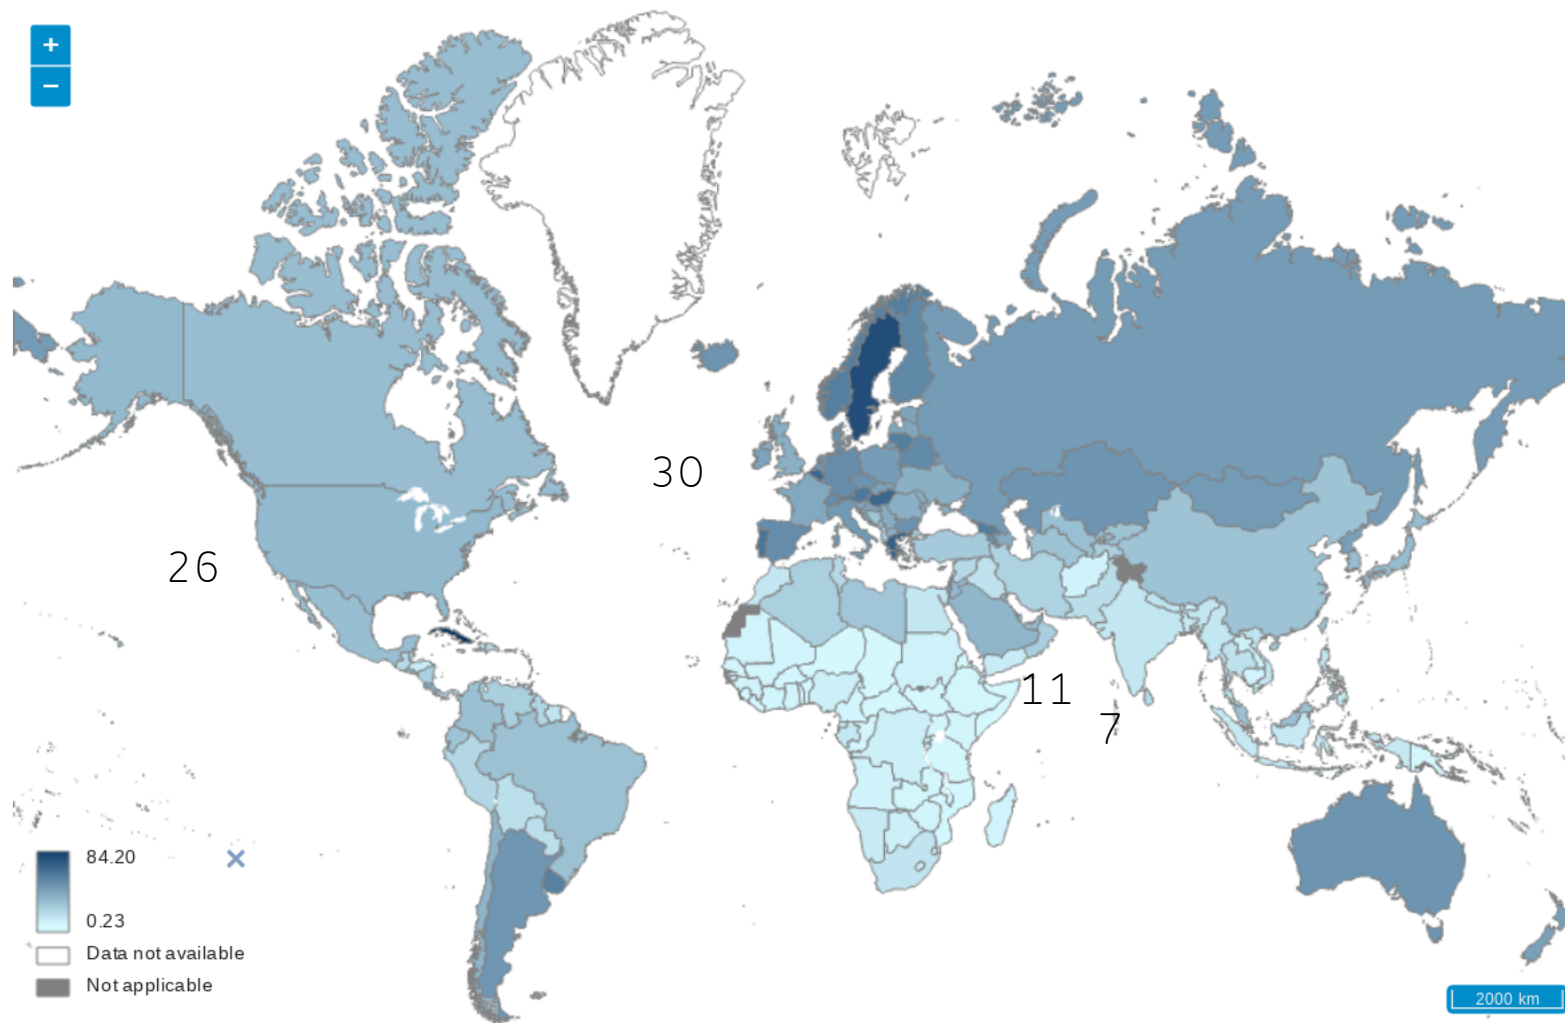 +
−
30
26
11
7
84.20
0.23
Data not available
Not applicable
2000 km